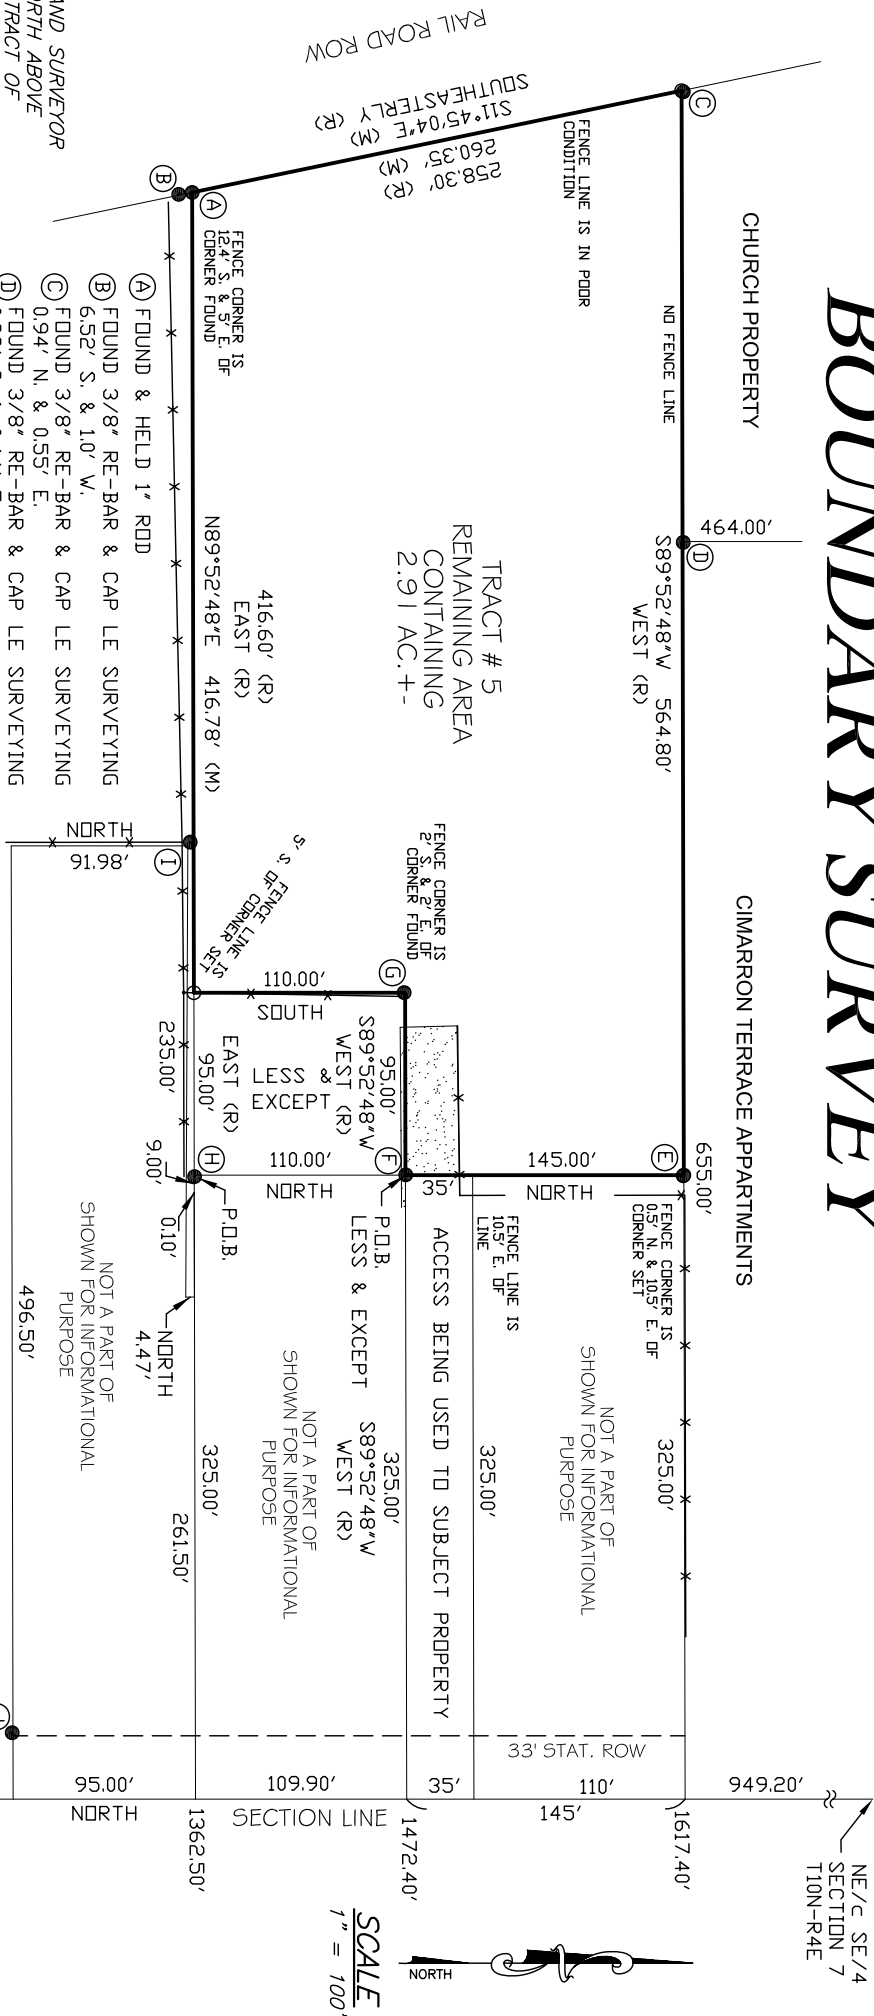 BOUNDARY SURVEY
NE/c SE/4
SECTION 7
T10N-R4E
CHURCH PROPERTY
CIMARRON TERRACE APPARTMENTS
RAIL ROAD ROW
464.00'
655.00'
949.20'
C
D
E
NO FENCE LINE
S89°52'48"W 564.80'
WEST (R)
FENCE CORNER IS
0.5' N. & 10.5' E. OF
CORNER SET
325.00'
1617.40'
FENCE LINE IS IN POOR
CONDITION
258.30' (R)
260.35' (M)
S11°45'04"E (M)
SOUTHEASTERLY (R)
TRACT # 5
REMAINING AREA
CONTAINING
2.91 AC.+-
145.00'
NORTH
NOT A PART OF
SHOWN FOR INFORMATIONAL
PURPOSE
33' STAT. ROW
110'
145'
FENCE LINE IS
10.5' E. OF
LINE
325.00'
35'
ACCESS BEING USED TO SUBJECT PROPERTY
35'
FENCE CORNER IS
2' S. & 2' E. OF
CORNER FOUND
G
F
P.O.B.
LESS & EXCEPT
95.00'
S89°52'48"W
WEST (R)
325.00'
S89°52'48"W
WEST (R)
1472.40'
110.00'
SOUTH
LESS &
EXCEPT
110.00'
NORTH
NOT A PART OF
SHOWN FOR INFORMATIONAL
PURPOSE
109.90'
SECTION LINE
416.60' (R)
EAST (R)
N89°52'48"E 416.78' (M)
FENCE CORNER IS
12.4' S. & 5' E. OF
CORNER FOUND
A
B
FENCE LINE IS
5' S. OF CORNER SET
EAST (R)
95.00'
H
P.O.B.
325.00'
1362.50'
I
235.00'
9.00'
0.10'
NORTH
4.47'
261.50'
NORTH
91.98'
NOT A PART OF
SHOWN FOR INFORMATIONAL
PURPOSE
95.00'
NORTH
496.50'
SCALE
1" = 100'
NORTH
A FOUND & HELD 1" ROD
B FOUND 3/8" RE-BAR & CAP LE SURVEYING
6.52' S. & 1.0' W.
C FOUND 3/8" RE-BAR & CAP LE SURVEYING
0.94' N. & 0.55' E.
D FOUND 3/8" RE-BAR & CAP LE SURVEYING
AND SURVEYOR
RTH ABOVE
TRACT OF